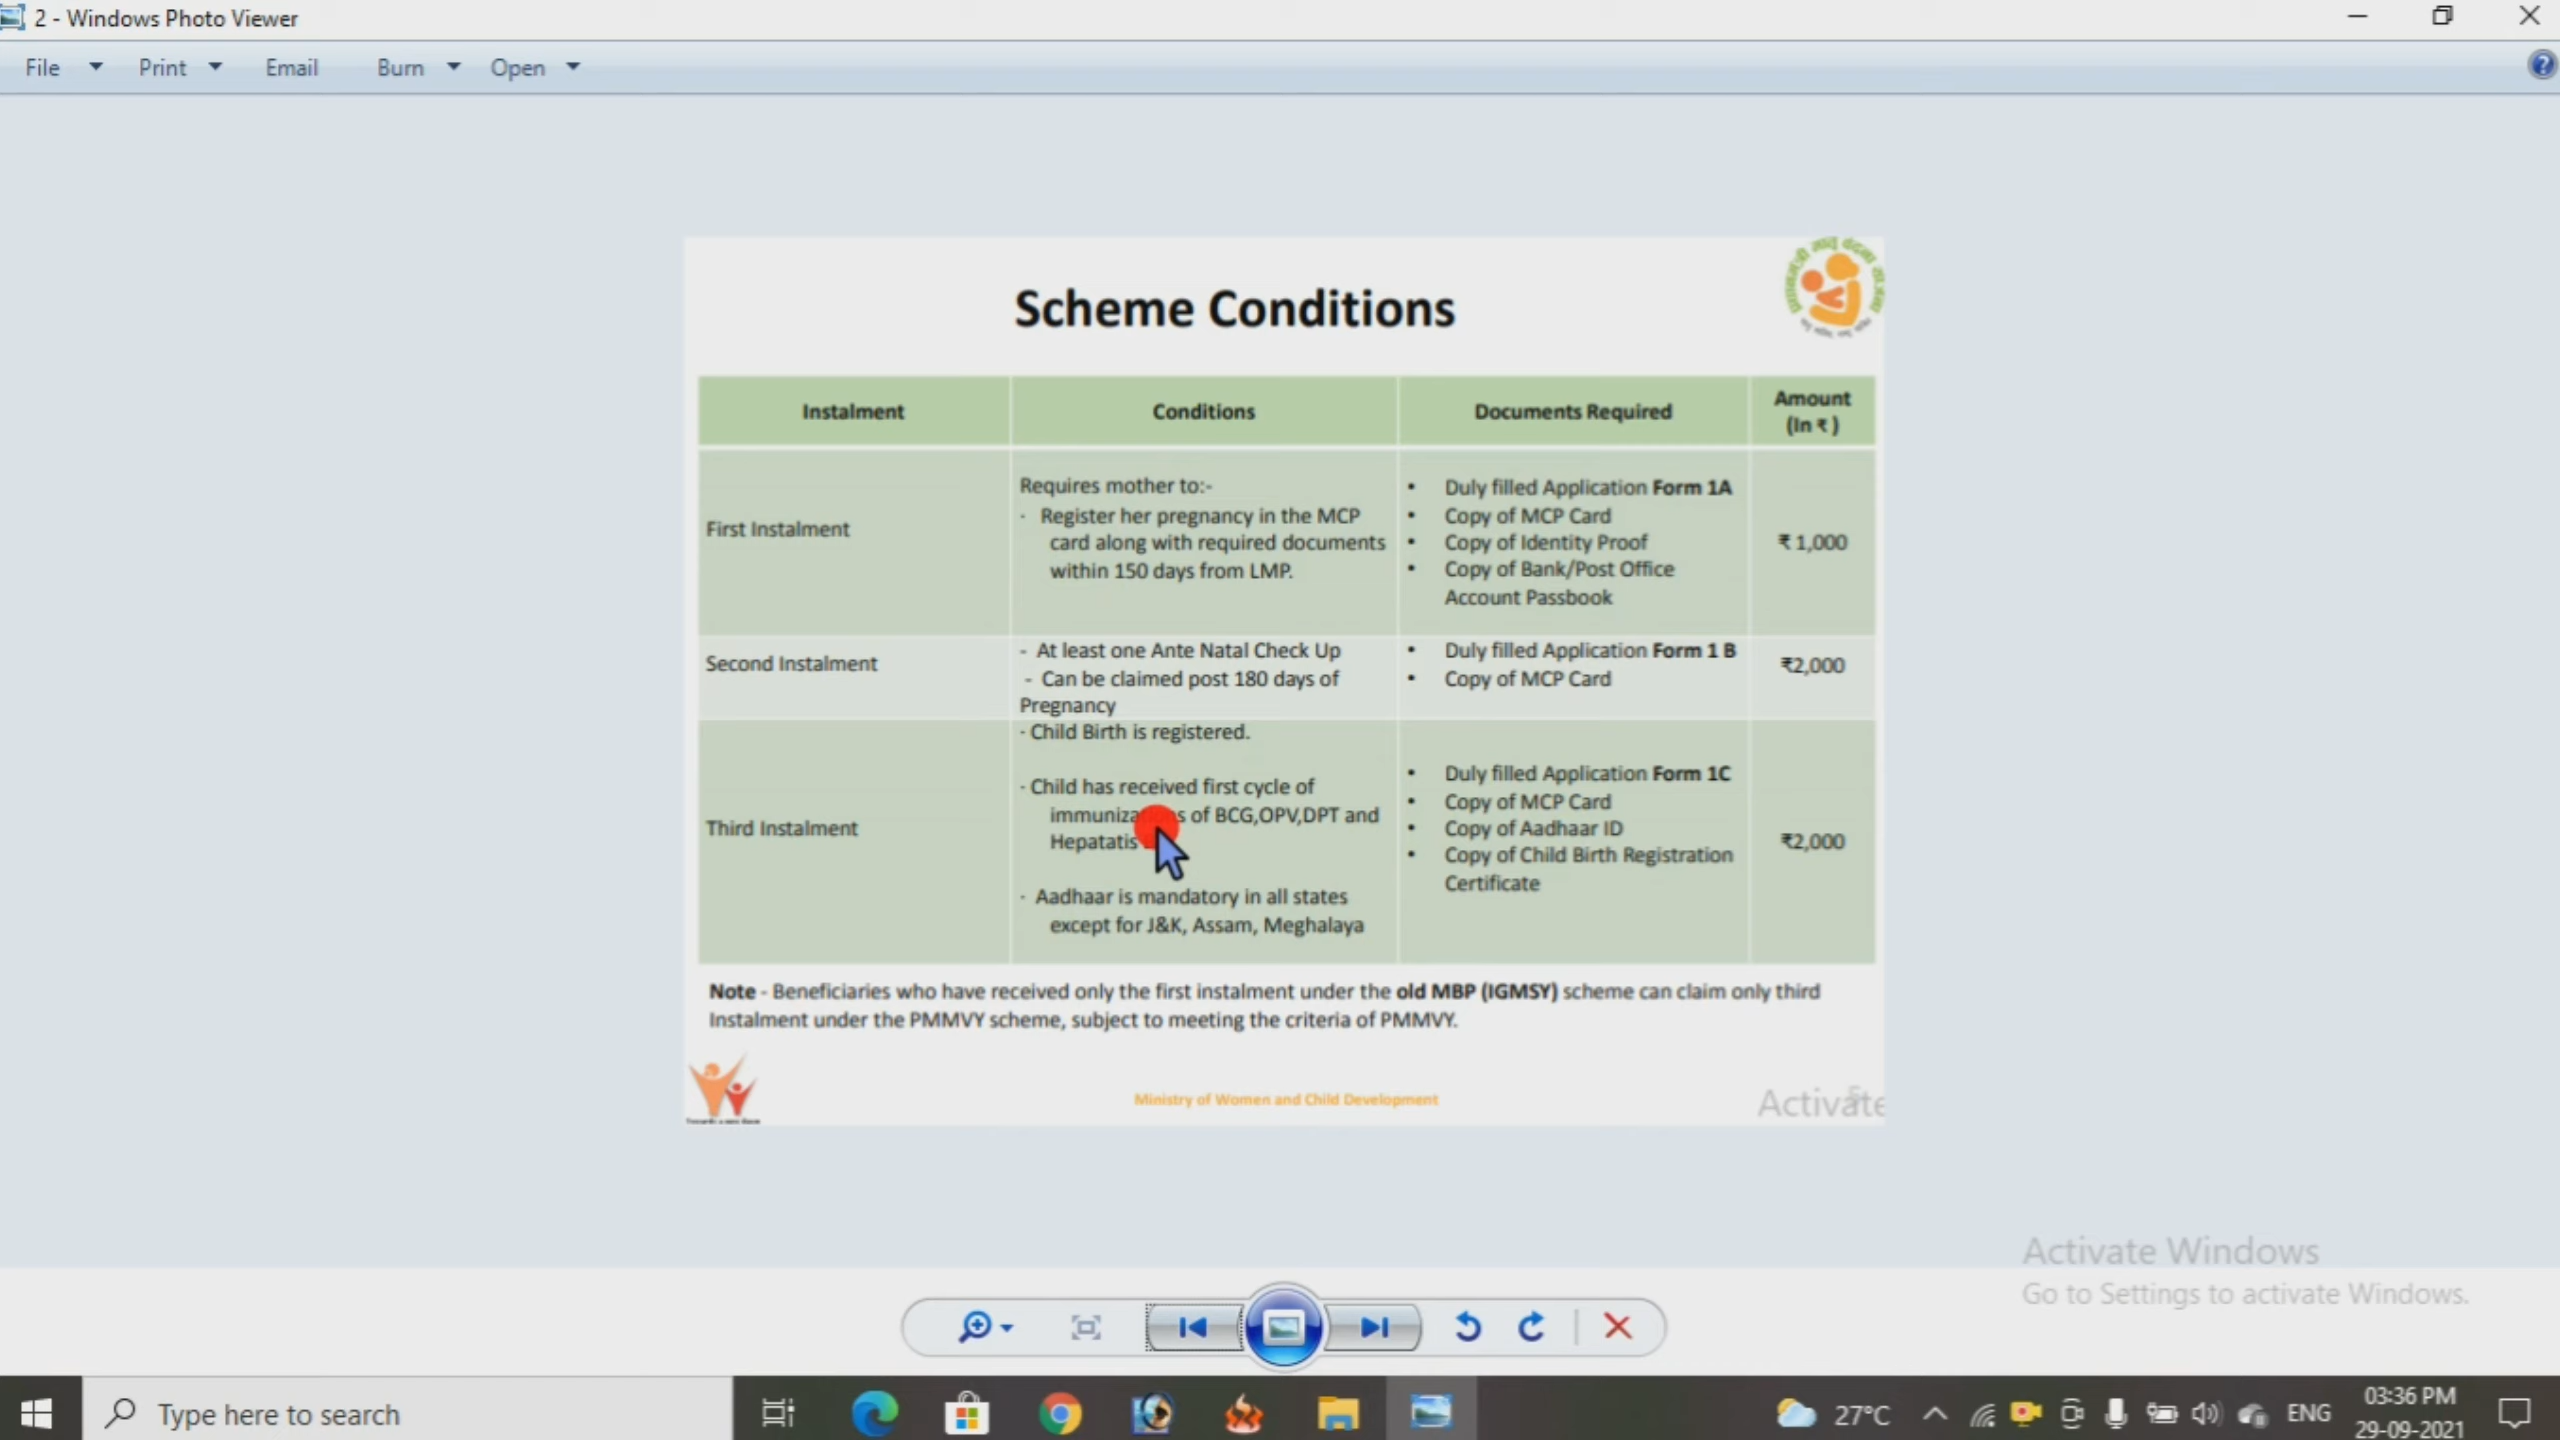 2 - Windows Photo Viewer
File Print Email Burn Open
Scheme Conditions
Instalment
Conditions
Documents Required
Amount
(In ₹ )
First Instalment
Requires mother to:-
- Register her pregnancy in the MCP
card along with required documents
within 150 days from LMP.
• Duly filled Application Form 1A
• Copy of MCP Card
• Copy of Identity Proof
• Copy of Bank/Post Office
Account Passbook
₹ 1,000
Second Instalment
- At least one Ante Natal Check Up
- Can be claimed post 180 days of
Pregnancy
• Duly filled Application Form 1 B
• Copy of MCP Card
₹2,000
Third Instalment
- Child Birth is registered.
- Child has received first cycle of
of BCG,OPV,DPT and
Hepatatis
- Aadhaar is mandatory in all states
except for J&K, Assam, Meghalaya
• Duly filled Application Form 1C
• Copy of MCP Card
• Copy of Aadhaar ID
• Copy of Child Birth Registration
Certificate
₹2,000
Note - Beneficiaries who have received only the first instalment under the old MBP (IGMSY) scheme can claim only third
Instalment under the PMMVY scheme, subject to meeting the criteria of PMMVY.
Ministry of Women and Child Development
Activate
Activate Windows
Go to Settings to activate Windows.
Type here to search
27°C
ENG
03:36 PM
29-09-2021